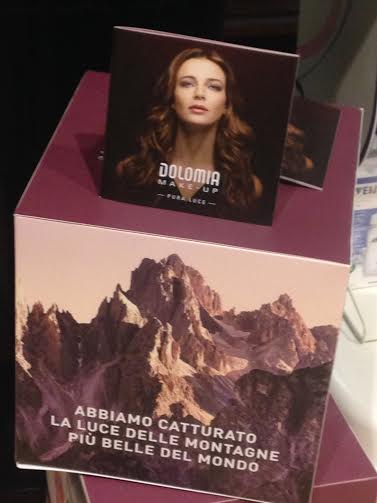 DOLOMIA
MAKE-UP
— PURA LUCE —
ABBIAMO CATTURATO
LA LUCE DELLE MONTAGNE
PIÙ BELLE DEL MONDO